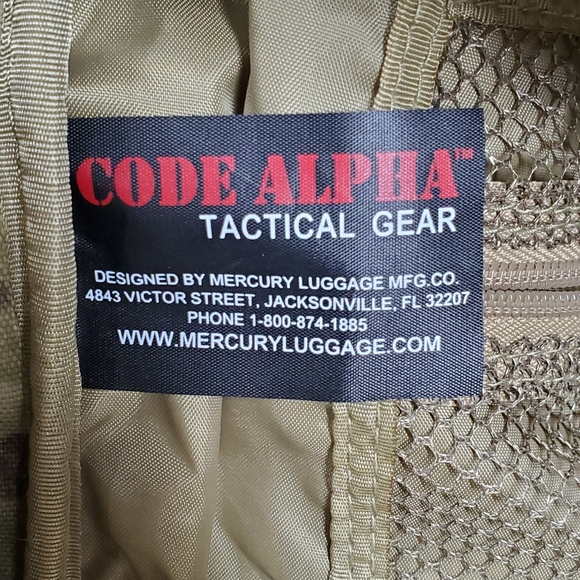 CODE ALPHA™
TACTICAL GEAR
DESIGNED BY MERCURY LUGGAGE MFG.CO.
4843 VICTOR STREET, JACKSONVILLE, FL 32207
PHONE 1-800-874-1885
WWW.MERCURYLUGGAGE.COM